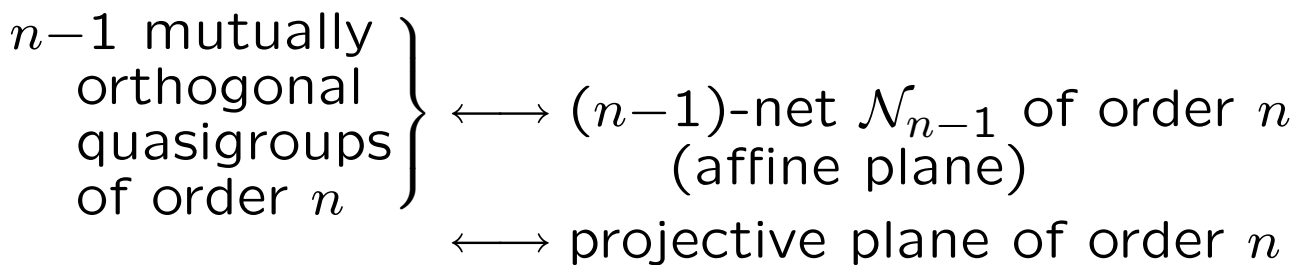 n−1 mutually
orthogonal
quasigroups
of order n
⟷ (n−1)-net 𝒩ₙ₋₁ of order n
(affine plane)
⟷ projective plane of order n